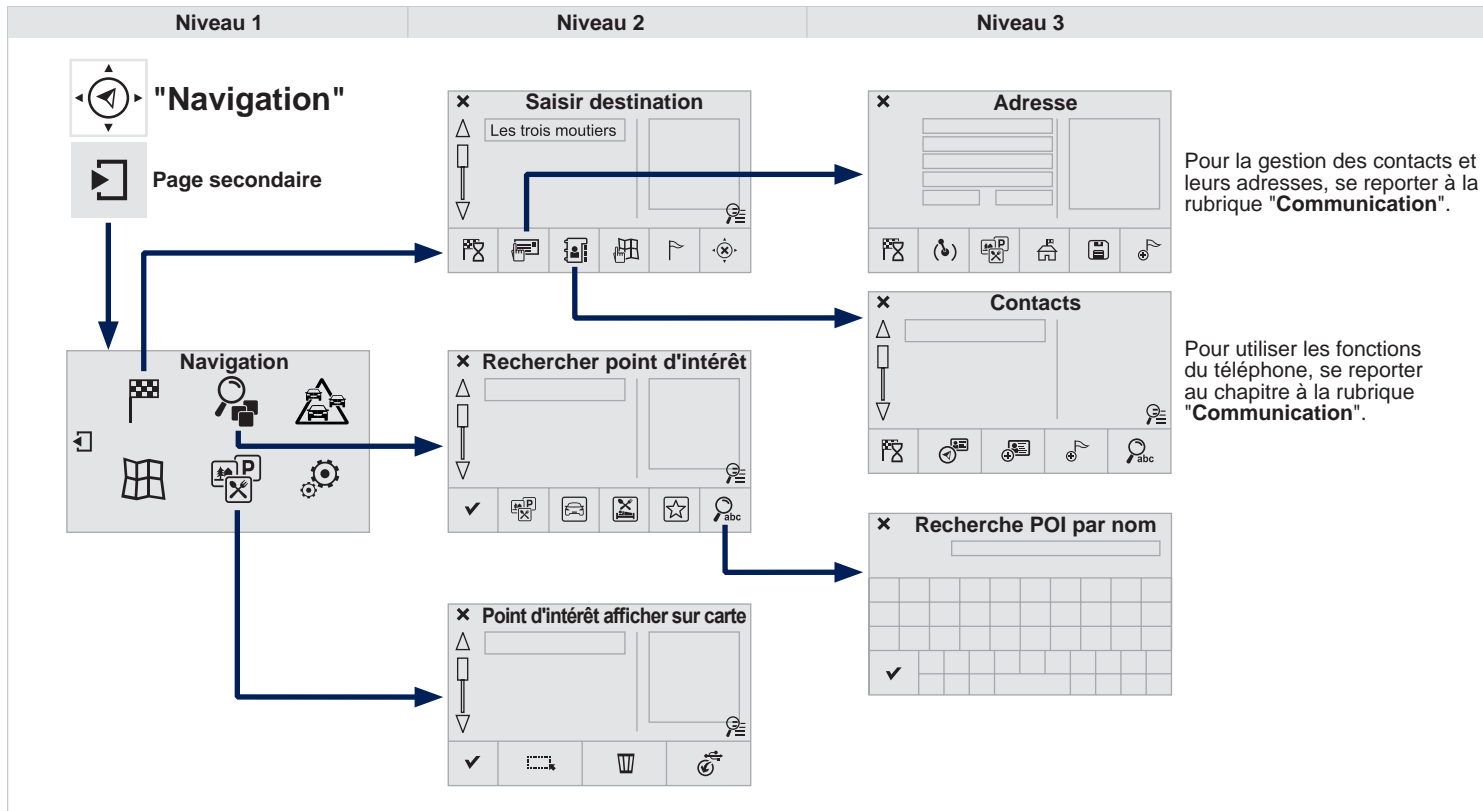 Niveau 1
Niveau 2
Niveau 3
"Navigation"
Page secondaire
Navigation
P
Saisir destination
Les trois moutiers
Rechercher point d'intérêt
P
abc
Point d'intérêt afficher sur carte
Adresse
P
Contacts
abc
Recherche POI par nom
Pour la gestion des contacts et
leurs adresses, se reporter à la
rubrique "Communication".
Pour utiliser les fonctions
du téléphone, se reporter
au chapitre à la rubrique
"Communication".